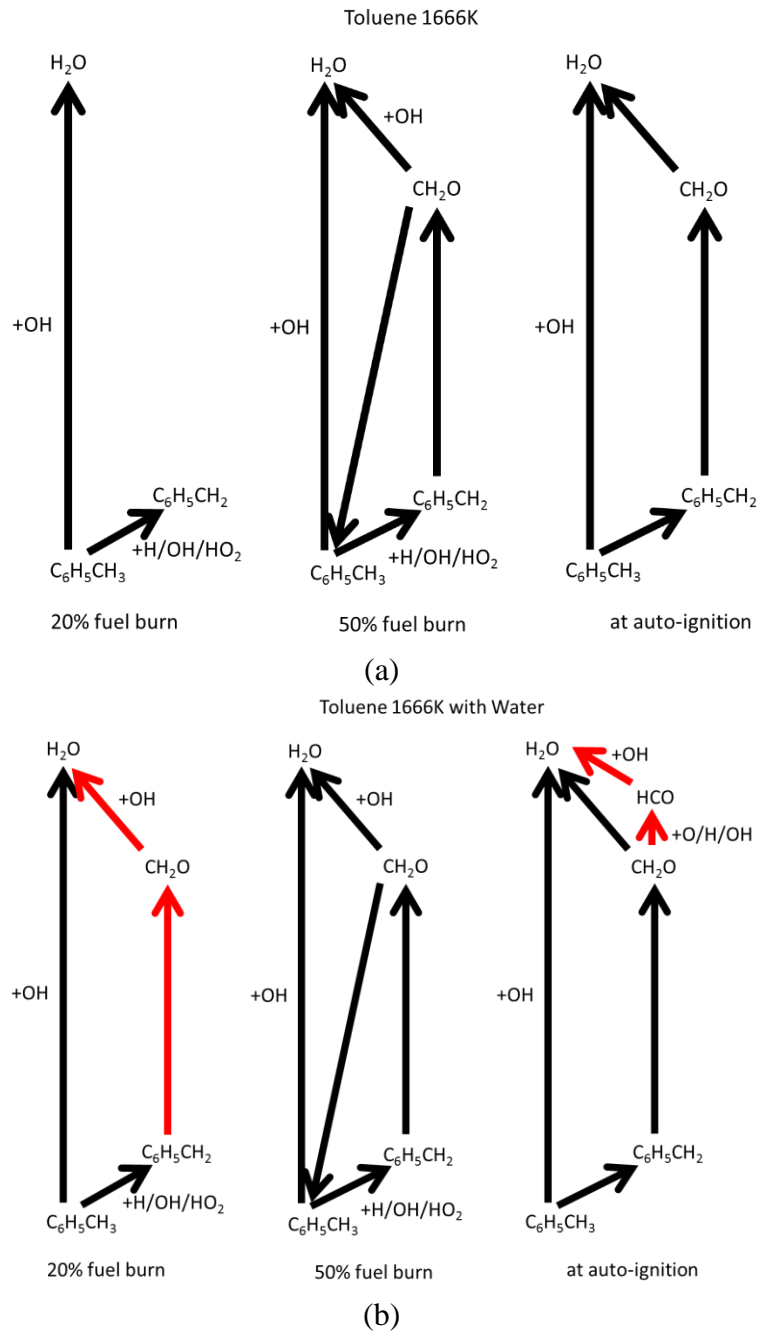 Toluene 1666K
H₂O
+OH
C₆H₅CH₂
+H/OH/HO₂
C₆H₅CH₃
20% fuel burn
H₂O
+OH
CH₂O
+OH
C₆H₅CH₂
+H/OH/HO₂
C₆H₅CH₃
50% fuel burn
H₂O
CH₂O
+OH
C₆H₅CH₂
C₆H₅CH₃
at auto-ignition
(a)
Toluene 1666K with Water
H₂O
+OH
CH₂O
+OH
C₆H₅CH₂
+H/OH/HO₂
C₆H₅CH₃
20% fuel burn
H₂O
+OH
CH₂O
+OH
C₆H₅CH₂
+H/OH/HO₂
C₆H₅CH₃
50% fuel burn
H₂O
+OH
HCO
+O/H/OH
CH₂O
+OH
C₆H₅CH₂
C₆H₅CH₃
at auto-ignition
(b)